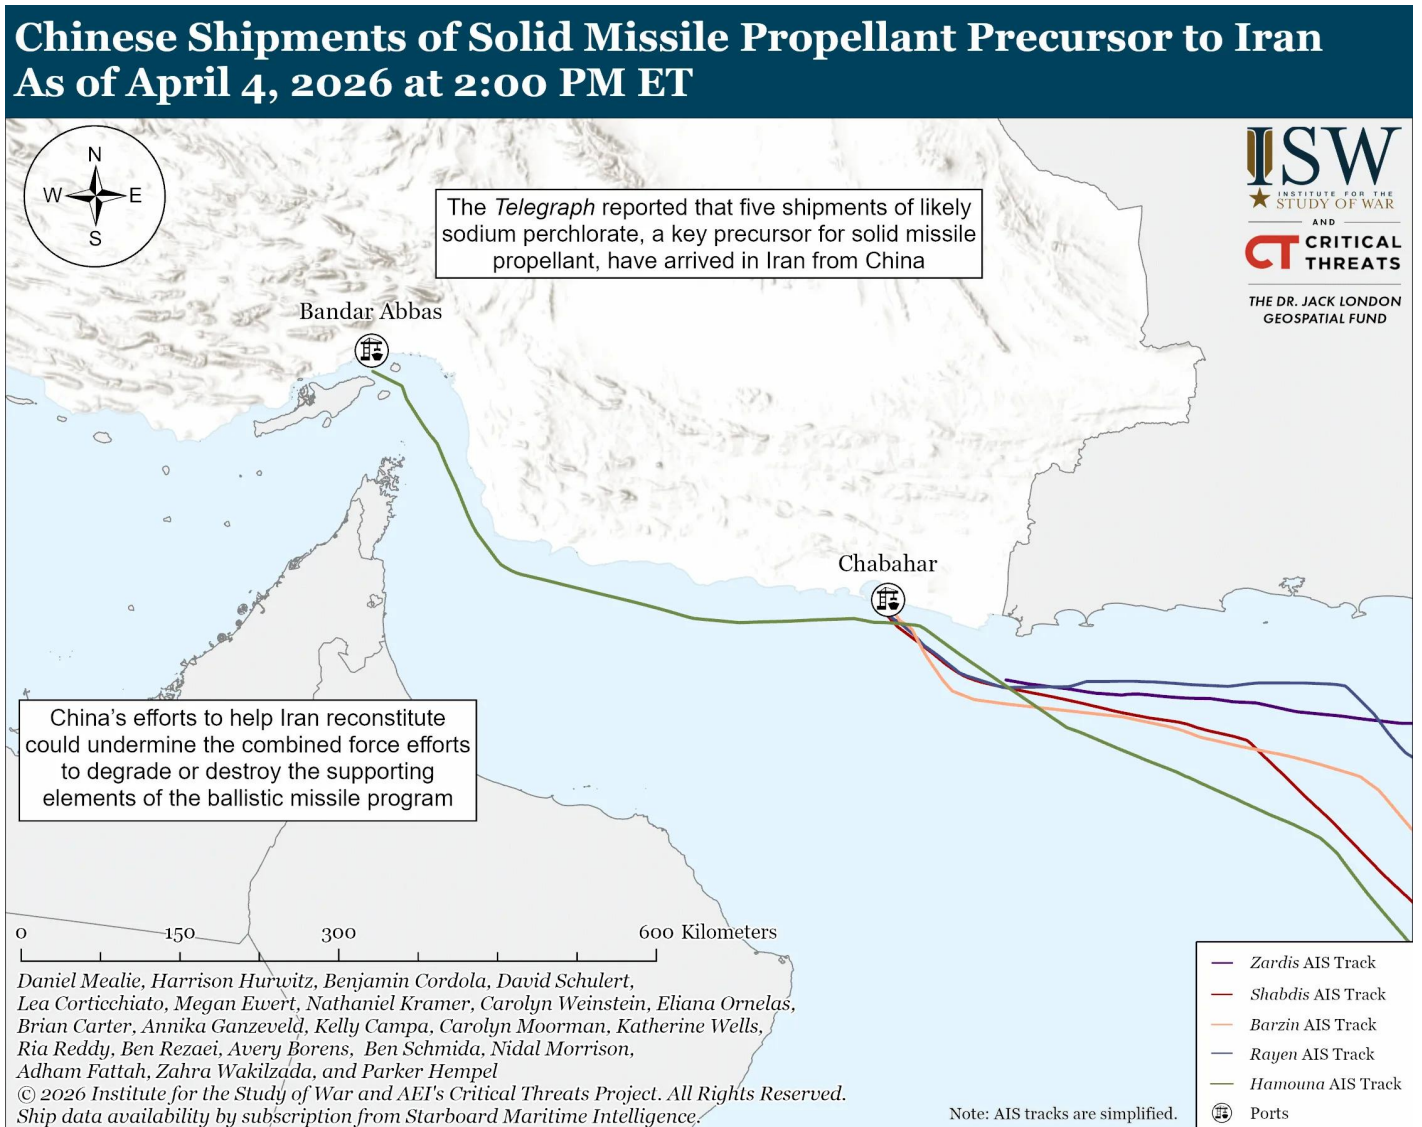 Chinese Shipments of Solid Missile Propellant Precursor to Iran
As of April 4, 2026 at 2:00 PM ET
N
W
E
S
The Telegraph reported that five shipments of likely
sodium perchlorate, a key precursor for solid missile
propellant, have arrived in Iran from China
ISW
INSTITUTE FOR THE
STUDY OF WAR
AND
CT CRITICAL
THREATS
THE DR. JACK LONDON
GEOSPATIAL FUND
Bandar Abbas
Chabahar
China's efforts to help Iran reconstitute
could undermine the combined force efforts
to degrade or destroy the supporting
elements of the ballistic missile program
0 150 300 600 Kilometers
Daniel Mealie, Harrison Hurwitz, Benjamin Cordola, David Schulert,
Lea Corticchiato, Megan Ewert, Nathaniel Kramer, Carolyn Weinstein, Eliana Ornelas,
Brian Carter, Annika Ganzeveld, Kelly Campa, Carolyn Moorman, Katherine Wells,
Ria Reddy, Ben Rezaei, Avery Borens, Ben Schmida, Nidal Morrison,
Adham Fattah, Zahra Wakilzada, and Parker Hempel
© 2026 Institute for the Study of War and AEI's Critical Threats Project. All Rights Reserved.
Ship data availability by subscription from Starboard Maritime Intelligence.
Note: AIS tracks are simplified.
Zardis AIS Track
Shabdis AIS Track
Barzin AIS Track
Rayen AIS Track
Hamouna AIS Track
Ports